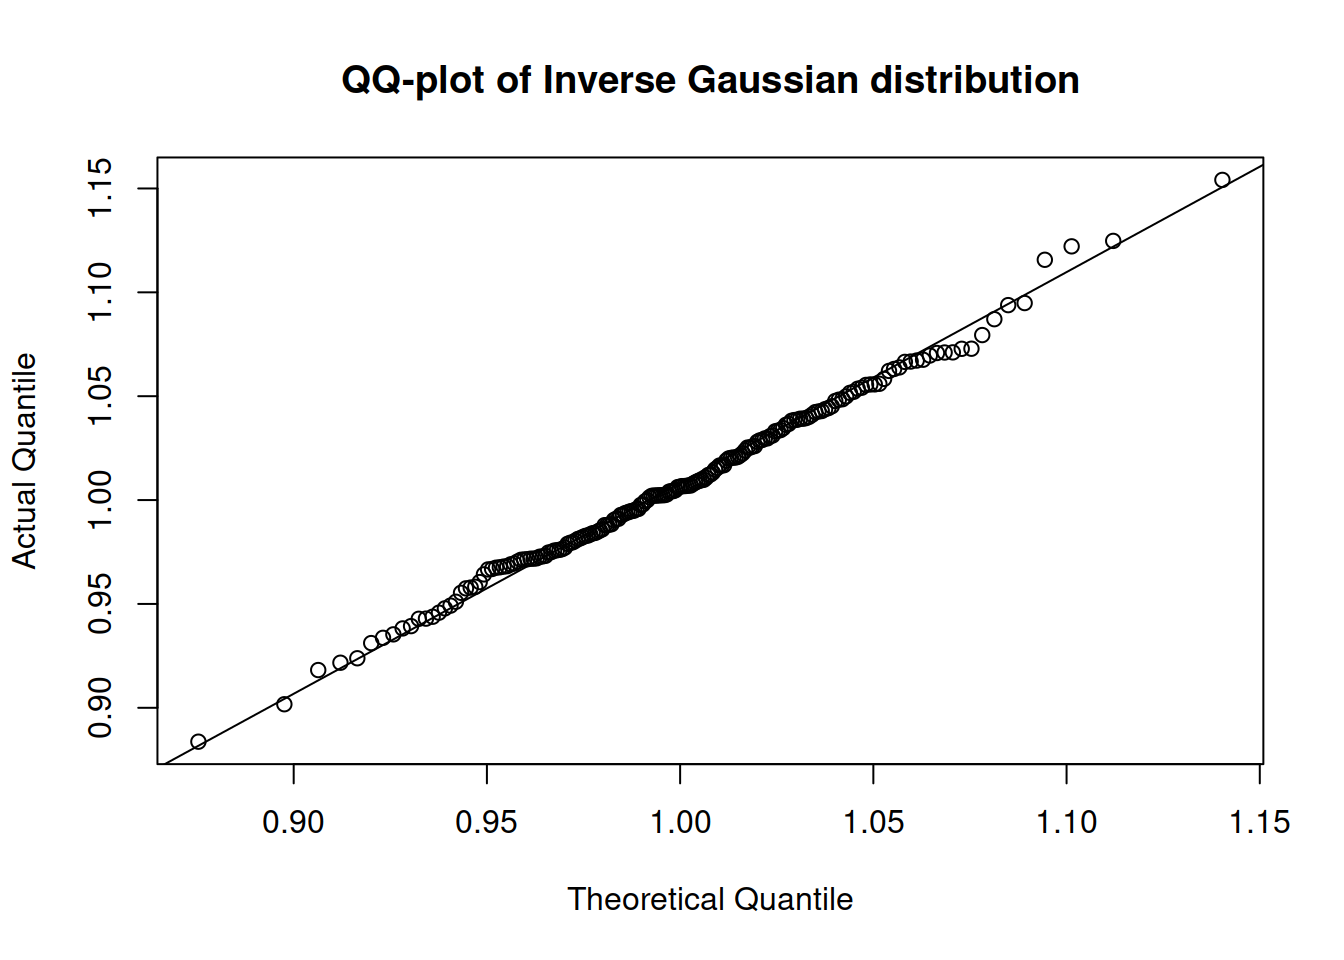 QQ-plot of Inverse Gaussian distribution
Actual Quantile
1.15
1.10
1.05
1.00
0.95
0.90
0.90 0.95 1.00 1.05 1.10 1.15
Theoretical Quantile